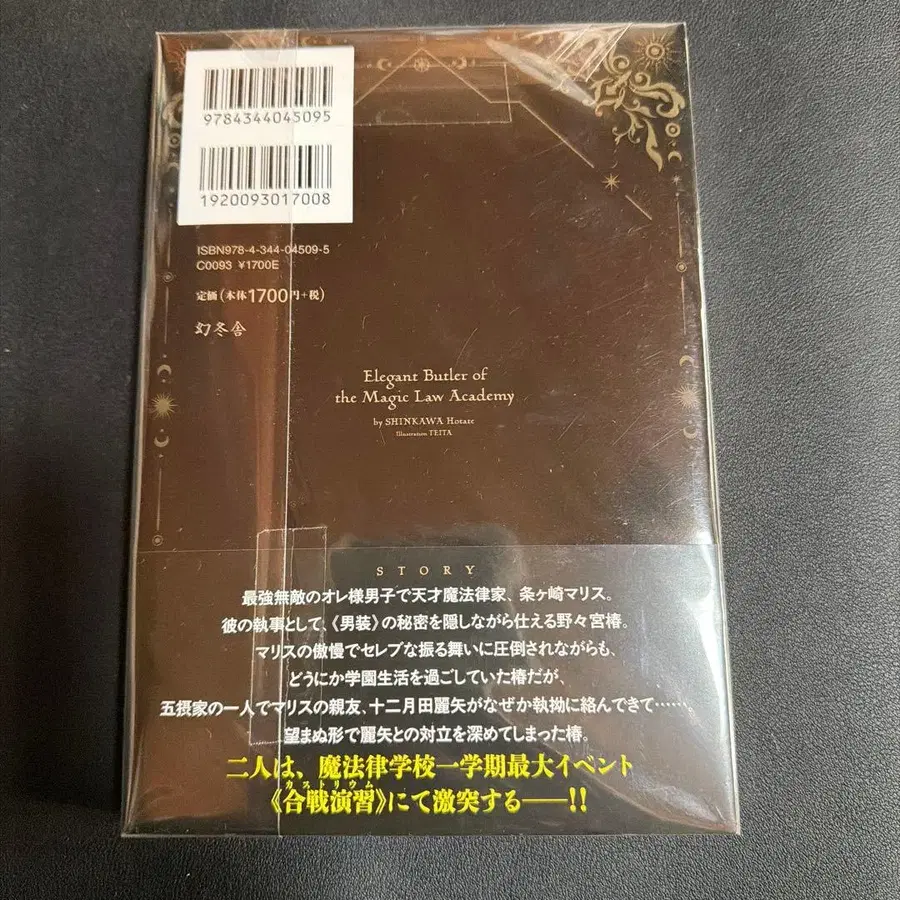 9784344045095
1920093017008
ISBN978-4-344-04509-5
C0093 ¥1700E
定価(本体1700円+税)
幻冬舎
Elegant Butler of
the Magic Law Academy
by SHINKAWA Hotate
Illustration TEITA
STORY
最強無敵のオレ様男子で天才魔法律家、条ヶ崎マリス。
彼の執事として、《男装》の秘密を隠しながら仕える野々宮椿。
マリスの傲慢でセレブな振る舞いに圧倒されながらも、
どうにか学園生活を過ごしていた椿だが、
五摂家の一人でマリスの親友、十二月田麗矢がなぜか執拗に絡んできて……。
望まぬ形で麗矢との対立を深めてしまった椿。
二人は、魔法律学校一学期最大イベント
カストリウム
《合戦演習》にて激突する――!!